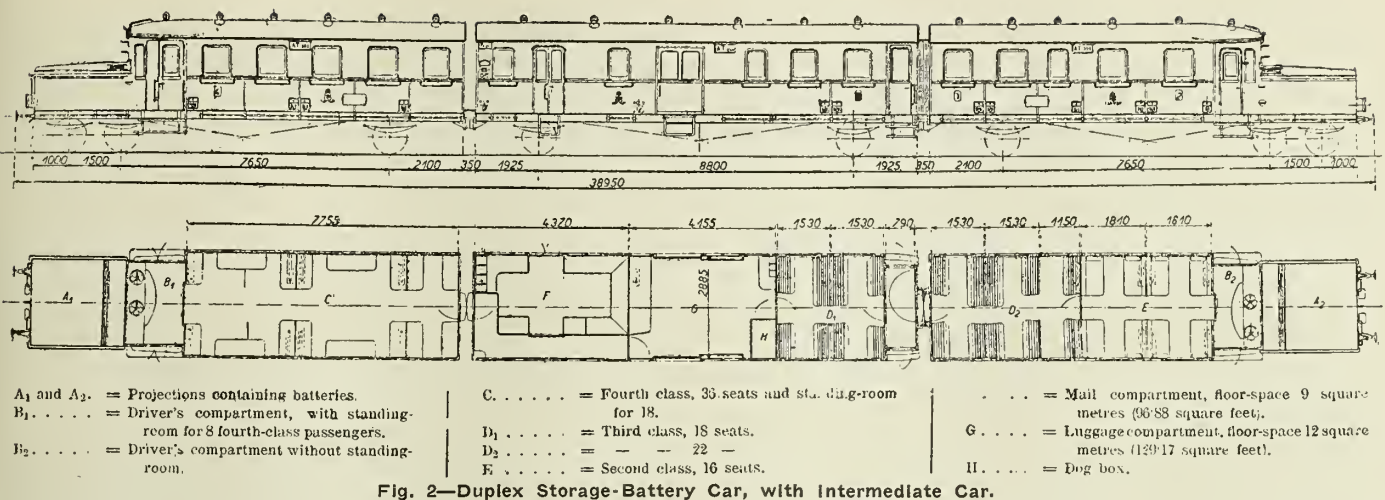 1000 1500 7650 2100 350 1925 8800 1925 350 2100 7650 1500 1000
38950
7755 4320 4155 1530 1530 290 1530 1530 1150 1810 1610
A1 B1 C F G 2885 H D1 D2 E B2 A2
A1 and A2. = Projections containing batteries.
B1 . . . . . = Driver's compartment, with standing-
room for 8 fourth-class passengers.
B2 . . . . . = Driver's compartment without standing-
room.
C. . . . . . = Fourth class, 36 seats and standing-room
for 18.
D1 . . . . . = Third class, 18 seats.
D2 . . . . . = — — 22 —
E . . . . . = Second class, 16 seats.
. . . . = Mail compartment, floor-space 9 square
metres (96·88 square feet).
G . . . . = Luggage compartment, floor-space 12 square
metres (129·17 square feet).
H . . . . = Dog box.
Fig. 2—Duplex Storage-Battery Car, with Intermediate Car.